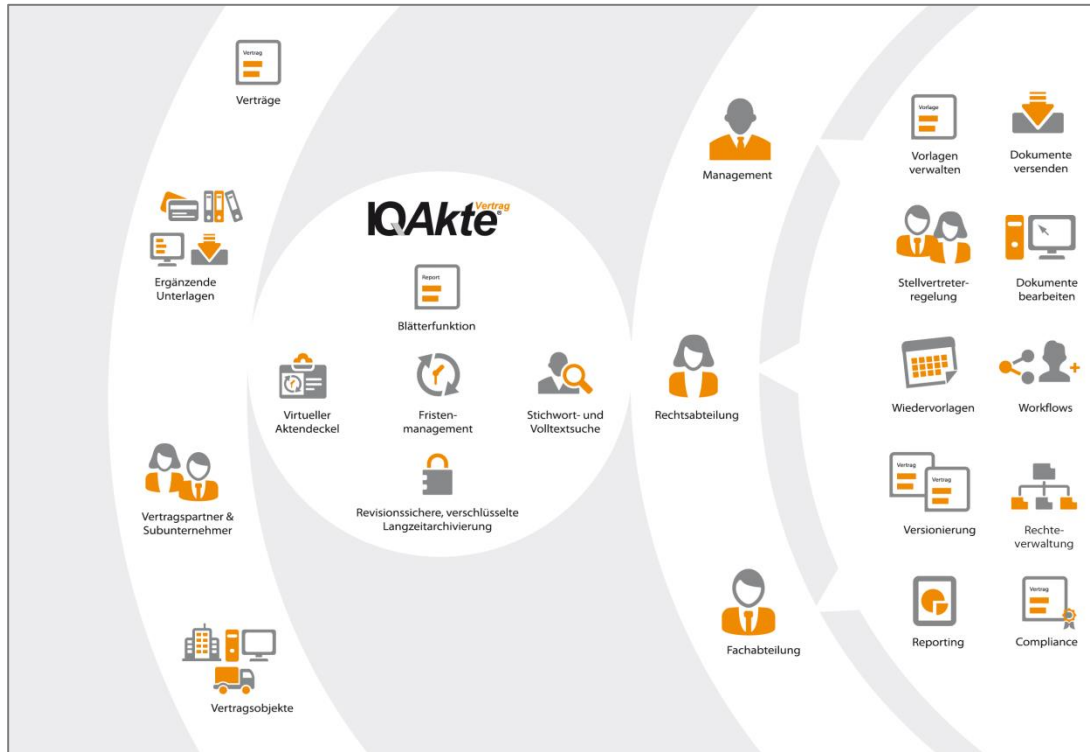 Vertrag
Verträge
Ergänzende
Unterlagen
Vertragspartner &
Subunternehmer
Vertragsobjekte
IQAkte®
Vertrag
Report
Blätterfunktion
Virtueller
Aktendeckel
Fristen-
management
Stichwort- und
Volltextsuche
Revisionssichere, verschlüsselte
Langzeitarchivierung
Management
Rechtsabteilung
Fachabteilung
Vorlage
Vorlagen
verwalten
Dokumente
versenden
Stellvertreter-
regelung
Dokumente
bearbeiten
Wiedervorlagen
Workflows
Vertrag
Vertrag
Versionierung
Rechte-
verwaltung
Reporting
Vertrag
Compliance